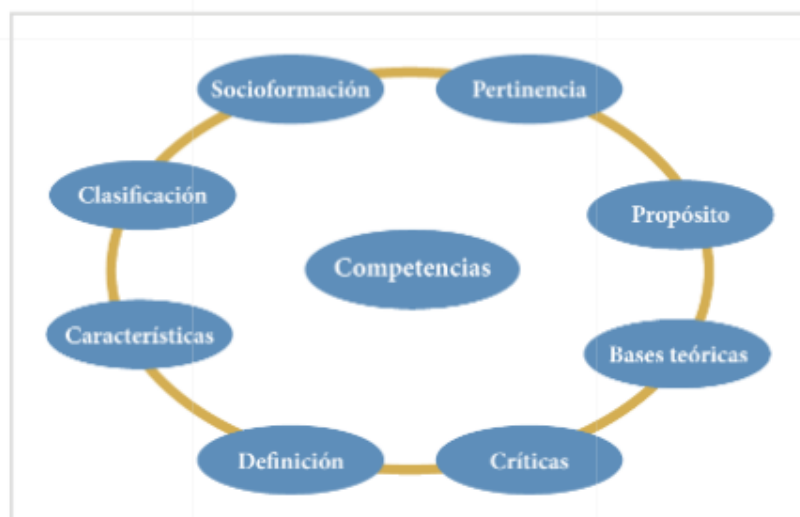 Socioformación
Pertinencia
Clasificación
Propósito
Competencias
Características
Bases teóricas
Definición
Críticas